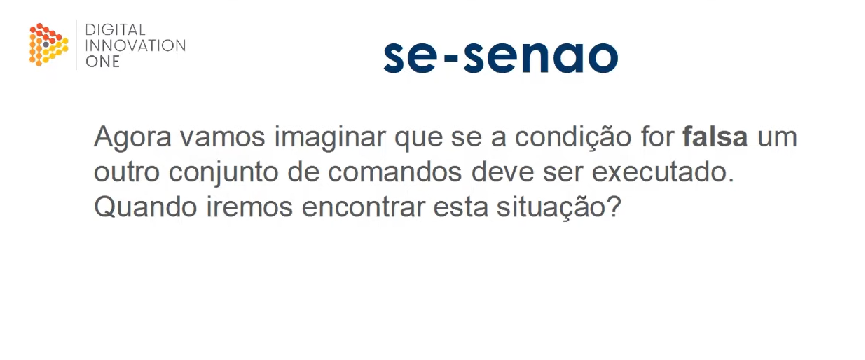 DIGITAL
INNOVATION
ONE
se-senao
Agora vamos imaginar que se a condição for falsa um
outro conjunto de comandos deve ser executado.
Quando iremos encontrar esta situação?